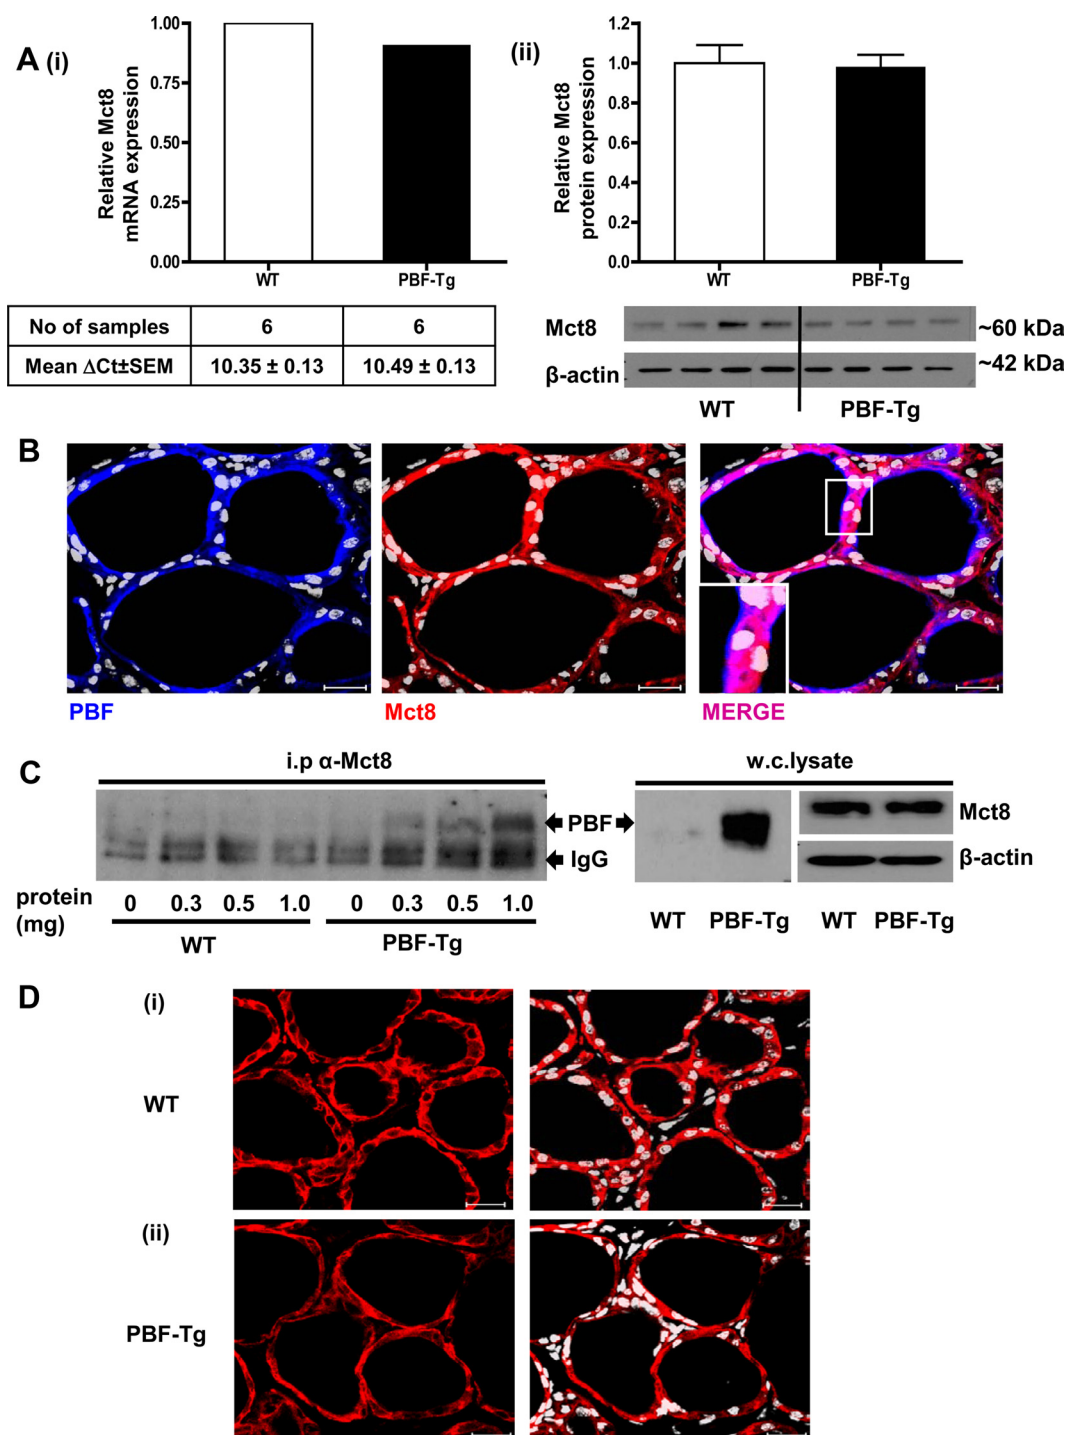 A (i)
Relative Mct8
mRNA expression
1.00
0.75
0.50
0.25
0.00
WT PBF-Tg
No of samples 6 6
Mean ΔCt±SEM 10.35 ± 0.13 10.49 ± 0.13
(ii)
Relative Mct8
protein expression
1.2
1.0
0.8
0.6
0.4
0.2
0.0
WT PBF-Tg
Mct8 ~60 kDa
β-actin ~42 kDa
WT PBF-Tg
B
PBF Mct8 MERGE
C
i.p α-Mct8 w.c.lysate
PBF
IgG
Mct8
β-actin
protein
(mg)
0 0.3 0.5 1.0 0 0.3 0.5 1.0
WT PBF-Tg
WT PBF-Tg WT PBF-Tg
D
(i)
WT
(ii)
PBF-Tg